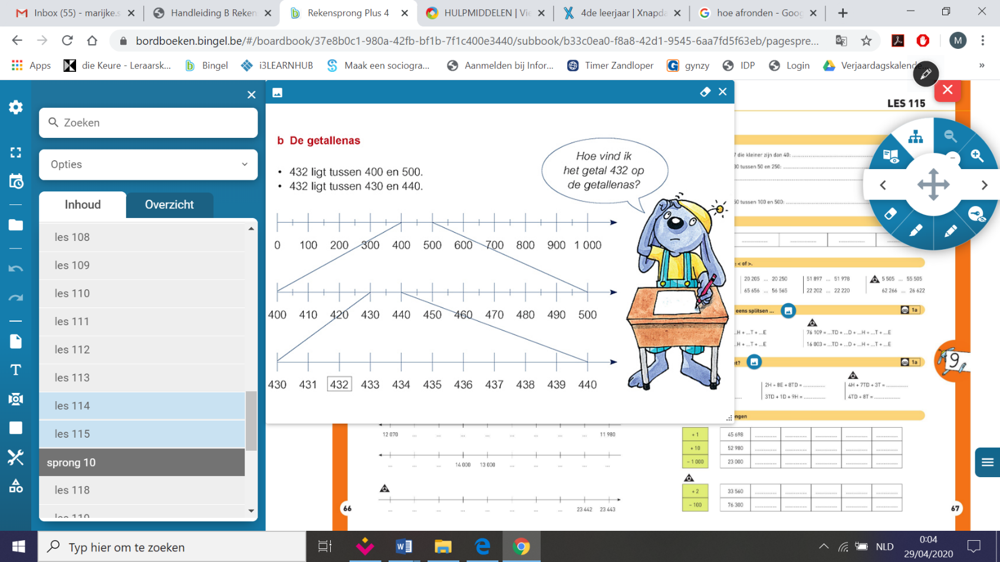 Inbox (55) - marijke.s
Handleiding B Reken
Rekensprong Plus 4
HULPMIDDELEN | Vie
4de leerjaar | Xnapda
hoe afronden - Goog
bordboeken.bingel.be/#/boardbook/37e8b0c1-980a-42fb-bf1b-7f1c400e3440/subbook/b33c0ea0-f8a8-42d1-9545-6aa7fd5f63eb/pagespre...
M
Apps
die Keure - Leraarsk...
Bingel
i3LEARNHUB
Maak een sociogra...
Aanmelden bij Infor...
Timer Zandloper
gynzy
IDP
Login
Verjaardagskalende
»
Zoeken
Opties
Inhoud
Overzicht
les 108
les 109
les 110
les 111
les 112
les 113
les 114
les 115
sprong 10
les 118
les 119
b De getallenas
• 432 ligt tussen 400 en 500.
• 432 ligt tussen 430 en 440.
Hoe vind ik
het getal 432 op
de getallenas?
0 100 200 300 400 500 600 700 800 900 1 000
400 410 420 430 440 450 460 470 480 490 500
430 431 432 433 434 435 436 437 438 439 440
LES 115
7 die kleiner zijn dan 40: ...
00 tussen 50 en 250: ...
50 tussen 100 en 500: ...
: < of >.
20 205 ... 20 250
51 897 ... 51 978
5 505 ... 55 505
65 656 ... 56 565
22 202 ... 22 220
62 266 ... 26 622
eens splitsen ...
1a
...H + ...T + ...E
76 109 = ...TD + ...D + ...H + ...T + ...E
...H + ...T + ...E
16 003 = ...TD + ...D + ...H + ...T + ...E
et?
1a
2H + 8E + 8TD = ...
4H + 7TD + 3T = ...
3TD + 1D + 9H = ...
4TD + 8T = ...
ongen
9
12 070 ... ... ... ... ... ... ... ... 11 980
... ... ... 14 000 13 000 ... ... ... ... ...
... ... ... ... ... ... ... ... 23 442 23 443
+ 1 45 698
+ 10 52 980
− 1 000 23 000
+ 2 33 560
− 100 76 300
66
67
Typ hier om te zoeken
NLD
0:04
29/04/2020